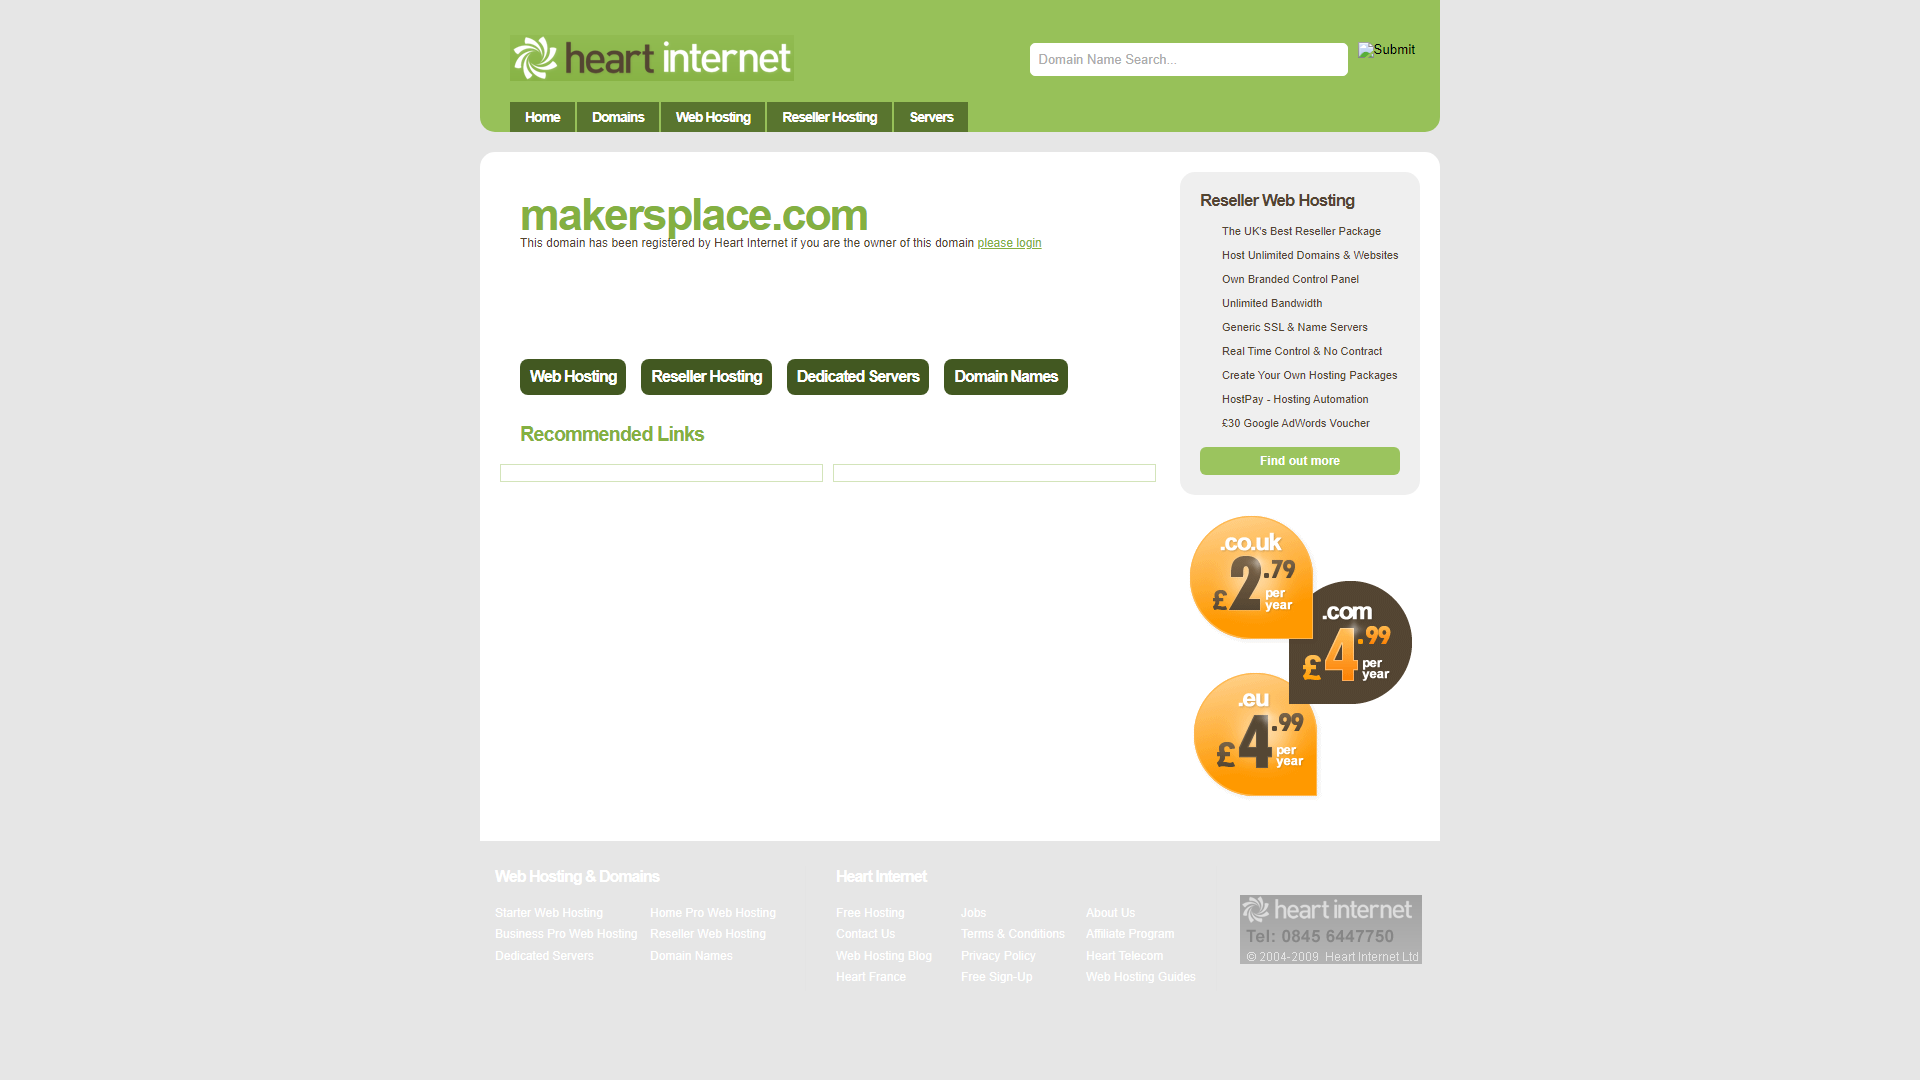 heart internet
Domain Name Search...
Submit
Home
Domains
Web Hosting
Reseller Hosting
Servers
makersplace.com
This domain has been registered by Heart Internet if you are the owner of this domain please login
Web Hosting
Reseller Hosting
Dedicated Servers
Domain Names
Recommended Links
Reseller Web Hosting
The UK's Best Reseller Package
Host Unlimited Domains & Websites
Own Branded Control Panel
Unlimited Bandwidth
Generic SSL & Name Servers
Real Time Control & No Contract
Create Your Own Hosting Packages
HostPay - Hosting Automation
£30 Google AdWords Voucher
Find out more
.co.uk
£2.79
per
year
.com
£4.99
per
year
.eu
£4.99
per
year
Web Hosting & Domains
Starter Web Hosting
Home Pro Web Hosting
Business Pro Web Hosting
Reseller Web Hosting
Dedicated Servers
Domain Names
Heart Internet
Free Hosting
Jobs
About Us
Contact Us
Terms & Conditions
Affiliate Program
Web Hosting Blog
Privacy Policy
Heart Telecom
Heart France
Free Sign-Up
Web Hosting Guides
heart internet
Tel: 0845 6447750
© 2004-2009 Heart Internet Ltd